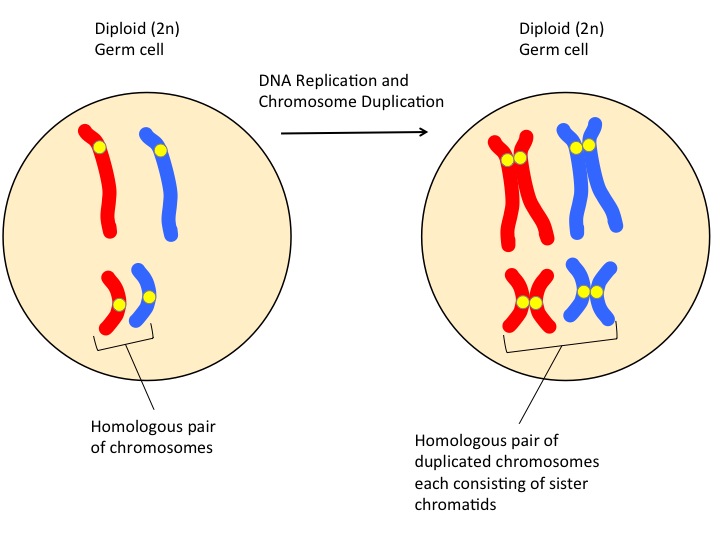 Diploid (2n)
Germ cell
DNA Replication and
Chromosome Duplication
Diploid (2n)
Germ cell
Homologous pair
of chromosomes
Homologous pair of
duplicated chromosomes
each consisting of sister
chromatids